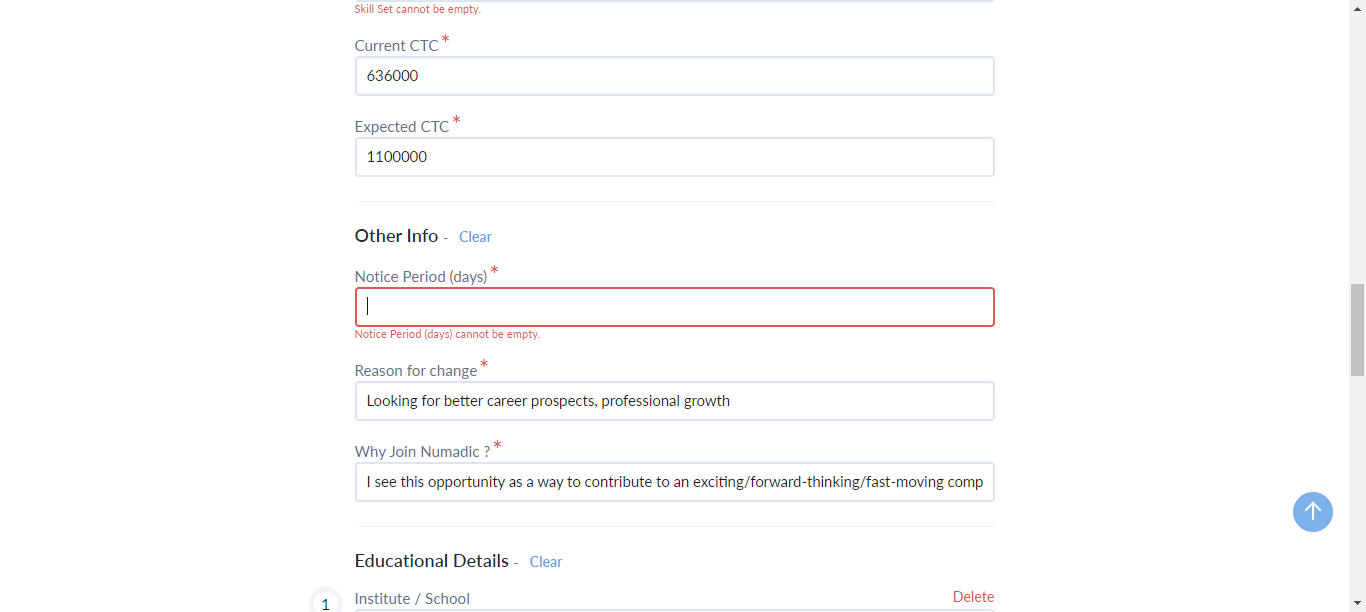 Skill Set cannot be empty.
Current CTC *
636000
Expected CTC *
1100000
Other Info - Clear
Notice Period (days) *
Notice Period (days) cannot be empty.
Reason for change *
Looking for better career prospects, professional growth
Why Join Numadic ? *
I see this opportunity as a way to contribute to an exciting/forward-thinking/fast-moving comp
Educational Details - Clear
1 Institute / School Delete